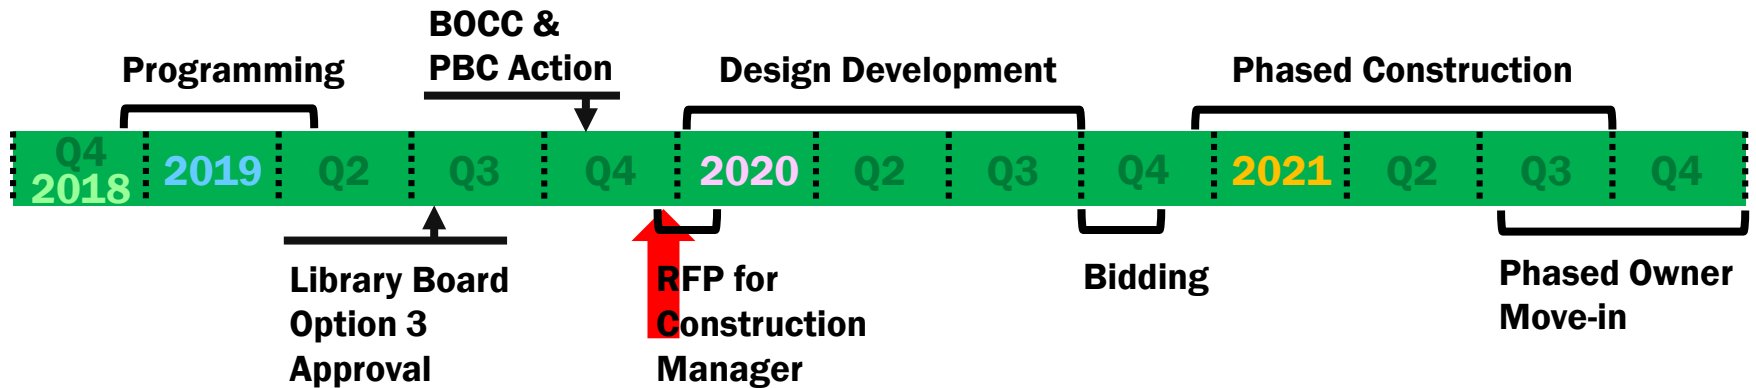 BOCC &
PBC Action
Programming
Design Development
Phased Construction
Q4
2018
2019
Q2
Q3
Q4
2020
Q2
Q3
Q4
2021
Q2
Q3
Q4
Library Board
Option 3
Approval
RFP for
Construction
Manager
Bidding
Phased Owner
Move-in